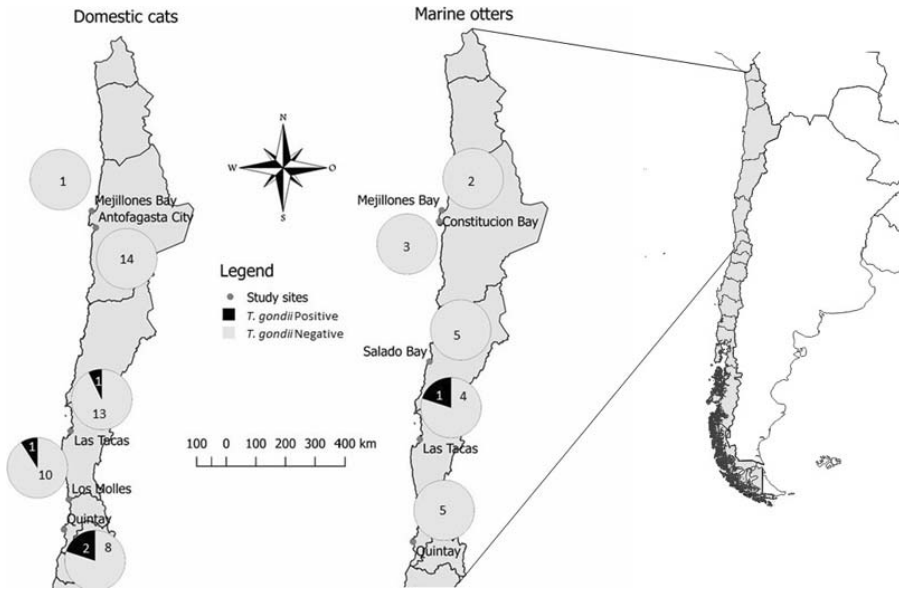 Domestic cats
Marine otters
N
W
O
S
1
Mejillones Bay
Antofagasta City
14
Legend
Study sites
T. gondii Positive
T. gondii Negative
1
13
Las Tacas
1
10
Los Molles
Quintay
2 8
100 0 100 200 300 400 km
2
Mejillones Bay
Constitucion Bay
3
5
Salado Bay
1 4
Las Tacas
5
Quintay